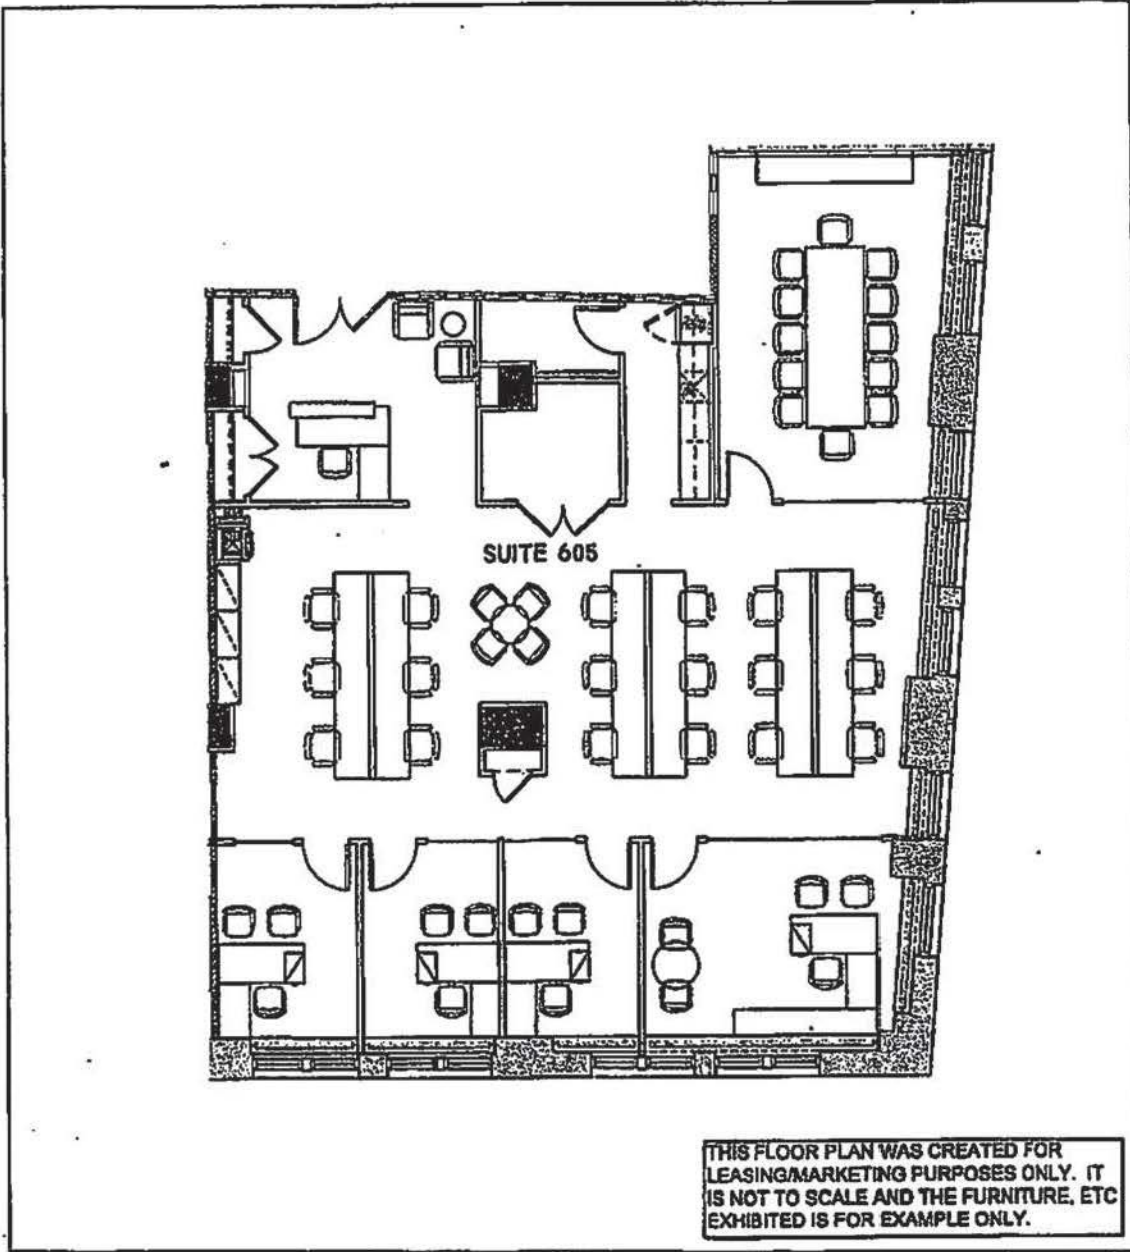 SUITE 605
THIS FLOOR PLAN WAS CREATED FOR
LEASING/MARKETING PURPOSES ONLY. IT
IS NOT TO SCALE AND THE FURNITURE, ETC
EXHIBITED IS FOR EXAMPLE ONLY.